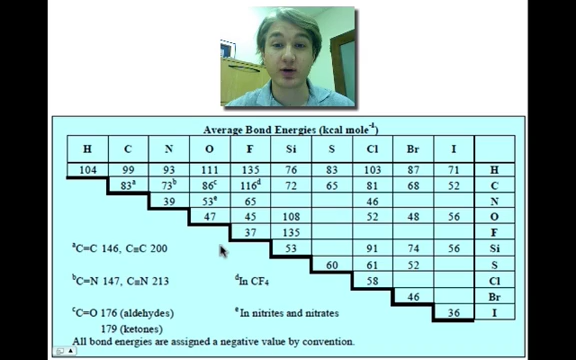 Average Bond Energies (kcal mole⁻¹)
H C N O F Si S Cl Br I
104 99 93 111 135 76 83 103 87 71 H
83ᵃ 73ᵇ 86ᶜ 116ᵈ 72 65 81 68 52 C
39 53ᵉ 65 46 N
47 45 108 52 48 56 O
37 135 F
ᵃC=C 146, C≡C 200 53 91 74 56 Si
60 61 52 S
ᵇC=N 147, C≡N 213 ᵈIn CF₄ 58 Cl
46 Br
ᶜC=O 176 (aldehydes) ᵉIn nitrites and nitrates 36 I
179 (ketones)
All bond energies are assigned a negative value by convention.